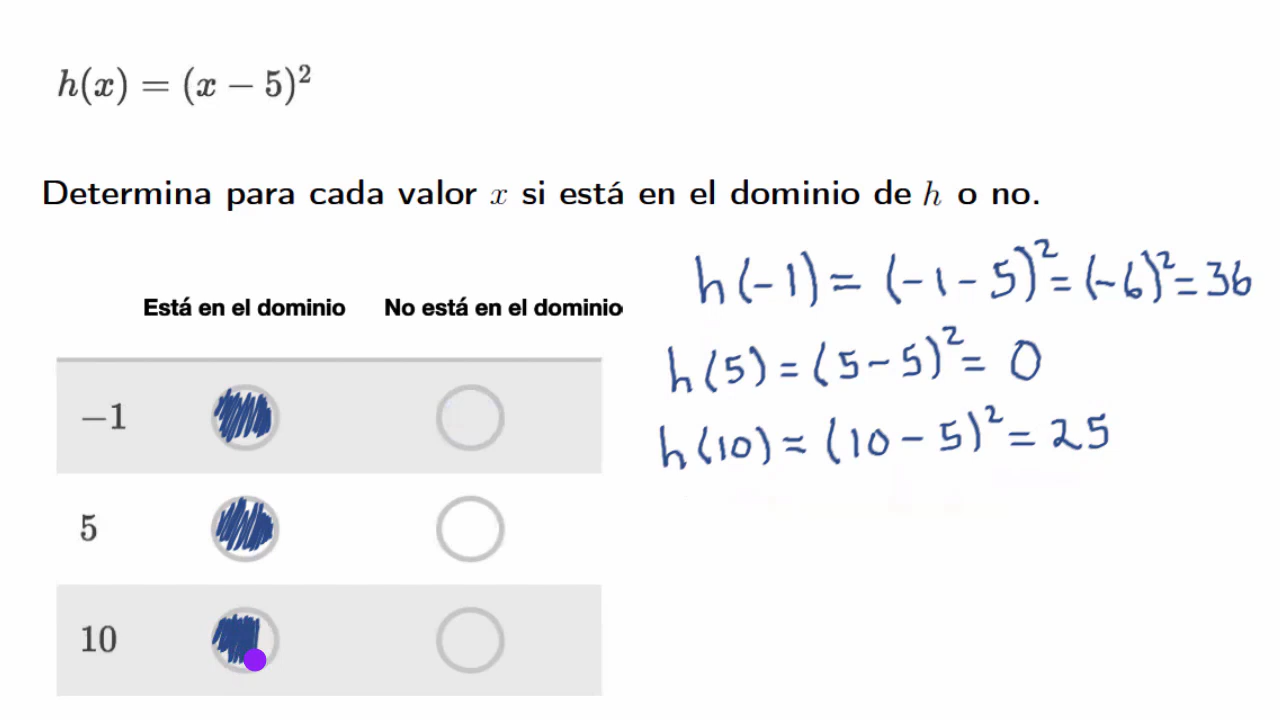 h(x) = (x − 5)²
Determina para cada valor x si está en el dominio de h o no.
Está en el dominio No está en el dominio
−1
5
10
h(-1) = (-1-5)² = (-6)² = 36
h(5) = (5-5)² = 0
h(10) = (10-5)² = 25